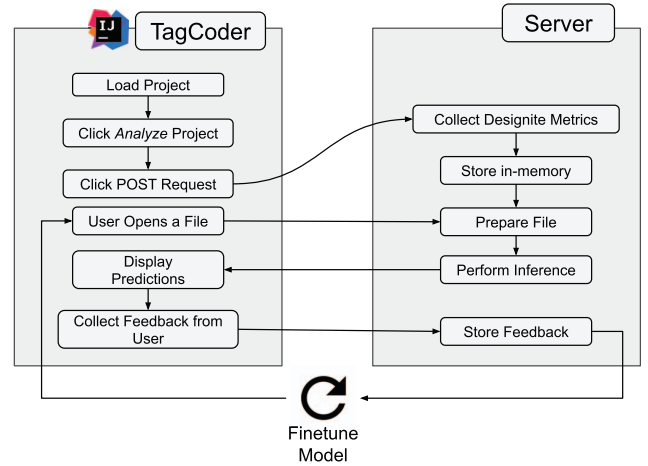 IJ
TagCoder
Load Project
Click Analyze Project
Click POST Request
User Opens a File
Display
Predictions
Collect Feedback from
User
Server
Collect Designite Metrics
Store in-memory
Prepare File
Perform Inference
Store Feedback
Finetune
Model